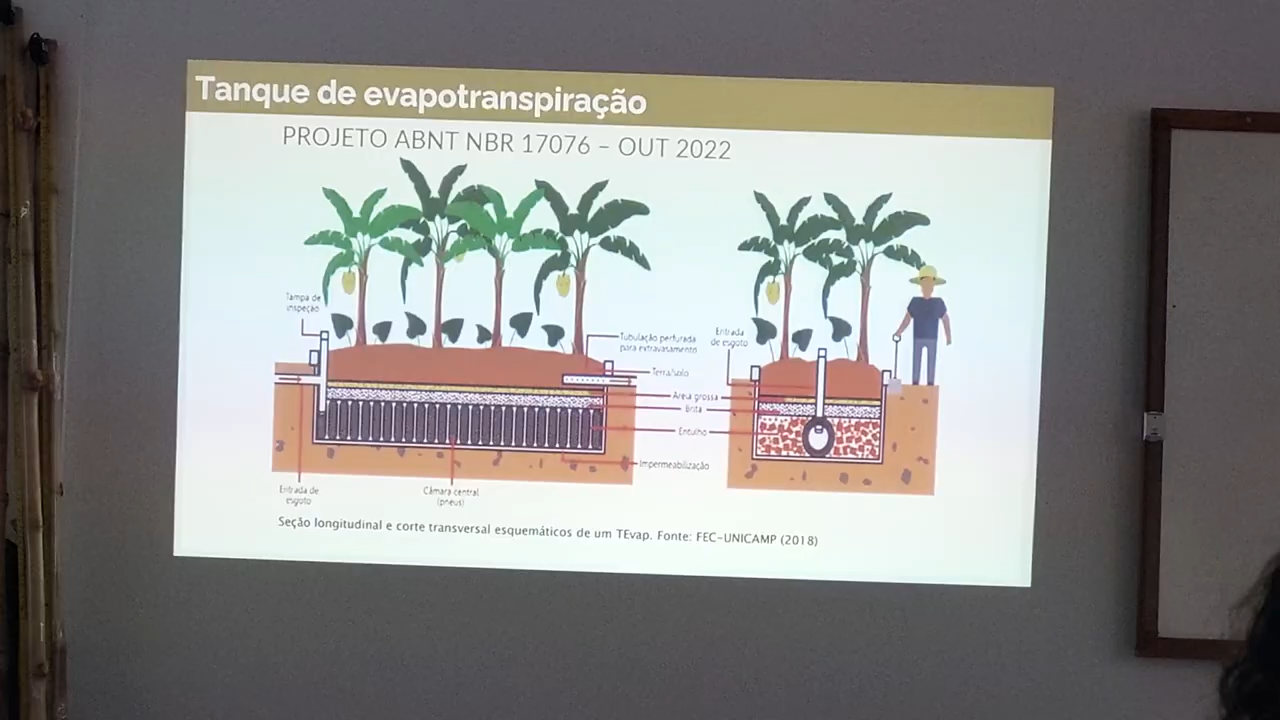 Tanque de evapotranspiração
PROJETO ABNT NBR 17076 – OUT 2022
Tampa de
inspeção
Tubulação perfurada
para extravasamento
Entrada
de esgoto
Terra/solo
Areia grossa
Brita
Entulho
Impermeabilização
Entrada de
esgoto
Câmara central
(pneus)
Seção longitudinal e corte transversal esquemáticos de um TEvap. Fonte: FEC-UNICAMP (2018)